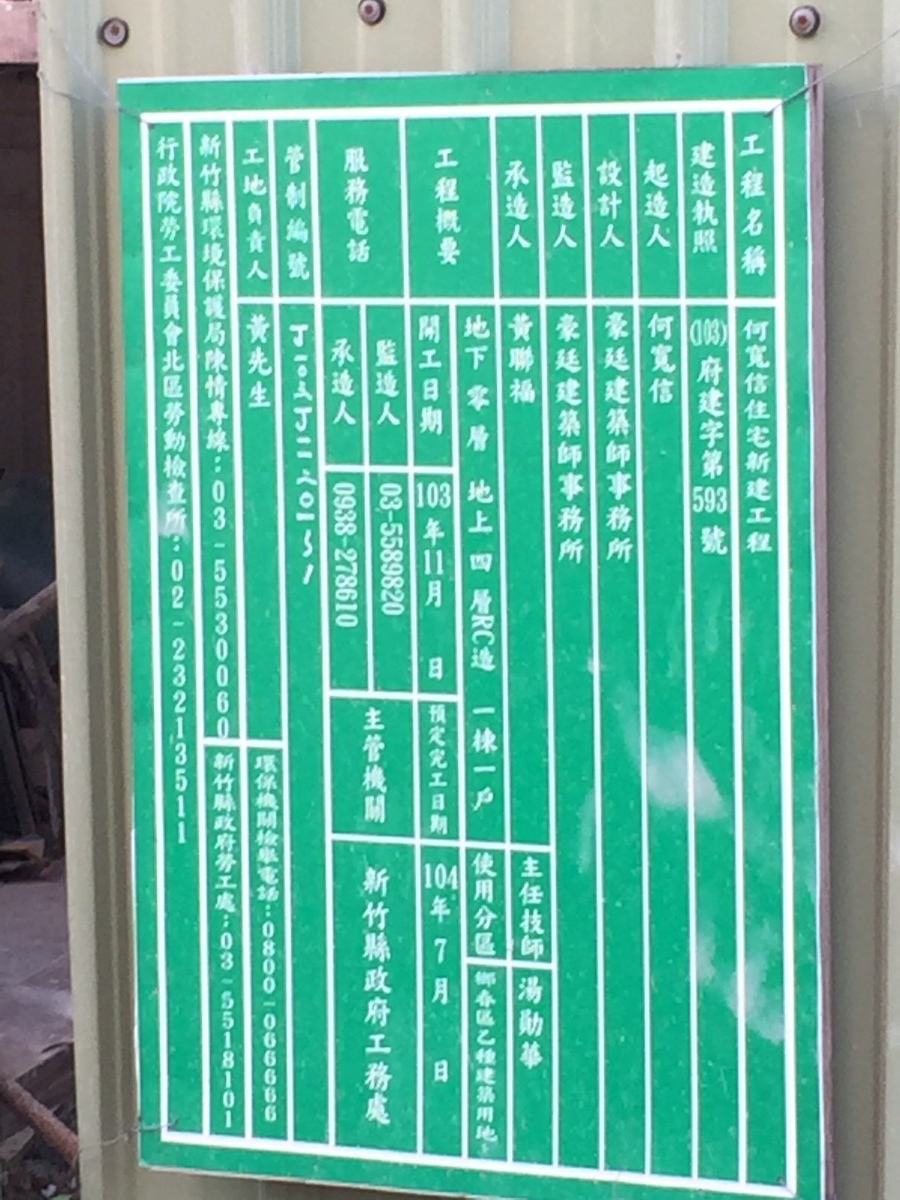 工程名稱 何寬信住宅新建工程
建造執照 (103)府建字第593號
起造人 何寬信
設計人 豪廷建築師事務所
監造人 豪廷建築師事務所
承造人 黃聯福 主任技師 湯勛華
工程概要 地下零層 地上四層RC造 一棟一戶 使用分區 鄉春區乙種建築用地
開工日期 103年11月 日 預定完工日期 104年7月 日
服務電話 監造人 03-5589820 主管機關 新竹縣政府工務處
承造人 0938-278610
管制編號
工地負責人 黃先生 環保機關檢舉電話:0800-066666
新竹縣環境保護局陳情專線:03-5530060 新竹縣政府勞工處:03-5518101
行政院勞工委員會北區勞動檢查所:02-23213511